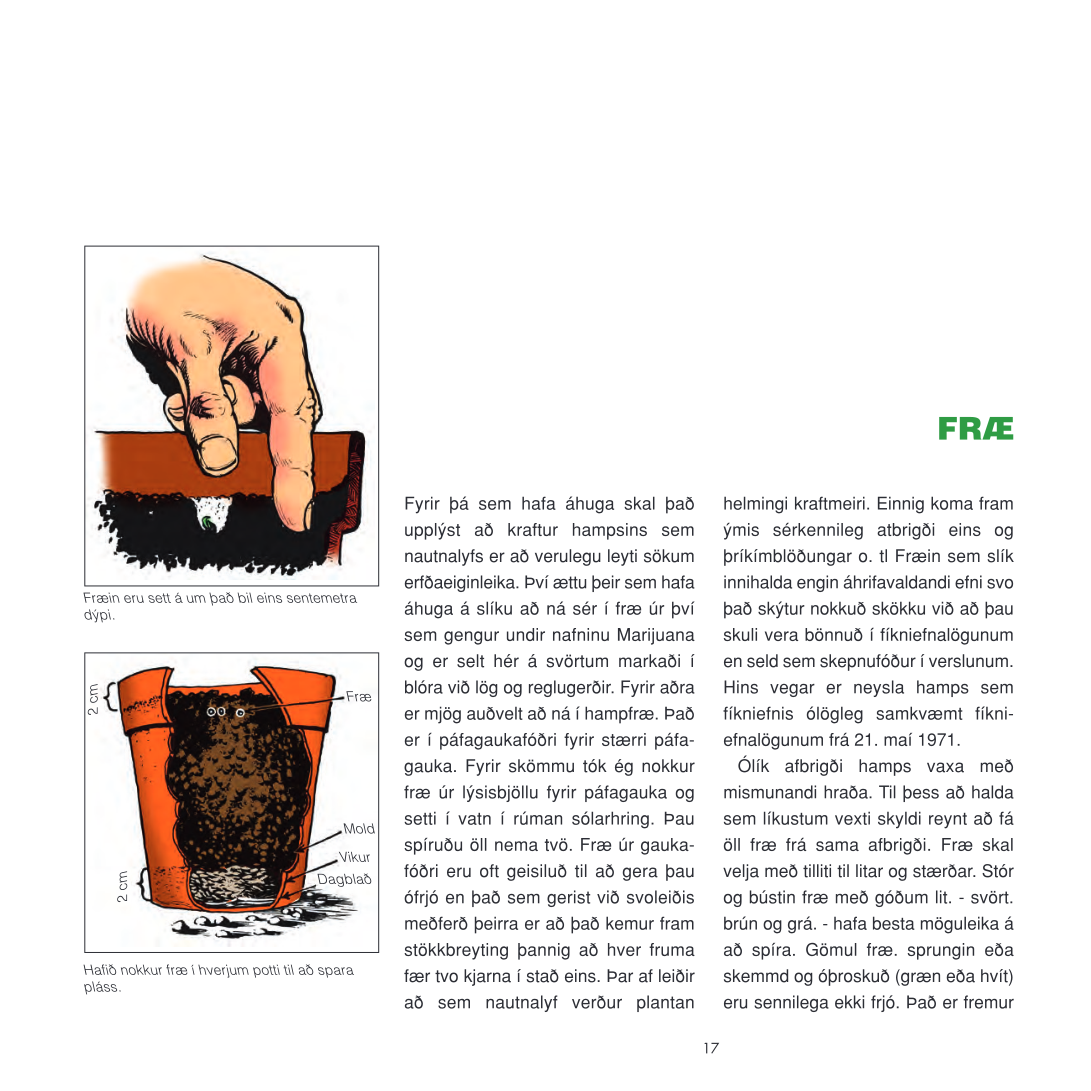 FRÆ
Fræin eru sett á um það bil eins sentemetra
dýpi.
2 cm
Fræ
Mold
Vikur
Dagblað
2 cm
Hafið nokkur fræ í hverjum potti til að spara
pláss.
Fyrir þá sem hafa áhuga skal það
upplýst að kraftur hampsins sem
nautnalyfs er að verulegu leyti sökum
erfðaeiginleika. Því ættu þeir sem hafa
áhuga á slíku að ná sér í fræ úr því
sem gengur undir nafninu Marijuana
og er selt hér á svörtum markaði í
blóra við lög og reglugerðir. Fyrir aðra
er mjög auðvelt að ná í hampfræ. Það
er í páfagaukafóðri fyrir stærri páfa-
gauka. Fyrir skömmu tók ég nokkur
fræ úr lýsisbjöllu fyrir páfagauka og
setti í vatn í rúman sólarhring. Þau
spíruðu öll nema tvö. Fræ úr gauka-
fóðri eru oft geisiluð til að gera þau
ófrjó en það sem gerist við svoleiðis
meðferð þeirra er að það kemur fram
stökkbreyting þannig að hver fruma
fær tvo kjarna í stað eins. Þar af leiðir
að sem nautnalyf verður plantan
helmingi kraftmeiri. Einnig koma fram
ýmis sérkennileg atbrigði eins og
þríkímblöðungar o. tl Fræin sem slík
innihalda engin áhrifavaldandi efni svo
það skýtur nokkuð skökku við að þau
skuli vera bönnuð í fíkniefnalögunum
en seld sem skepnufóður í verslunum.
Hins vegar er neysla hamps sem
fíkniefnis ólögleg samkvæmt fíkni-
efnalögunum frá 21. maí 1971.
Ólík afbrigði hamps vaxa með
mismunandi hraða. Til þess að halda
sem líkustum vexti skyldi reynt að fá
öll fræ frá sama afbrigði. Fræ skal
velja með tilliti til litar og stærðar. Stór
og bústin fræ með góðum lit. - svört.
brún og grá. - hafa besta möguleika á
að spíra. Gömul fræ. sprungin eða
skemmd og óþroskuð (græn eða hvít)
eru sennilega ekki frjó. Það er fremur
17